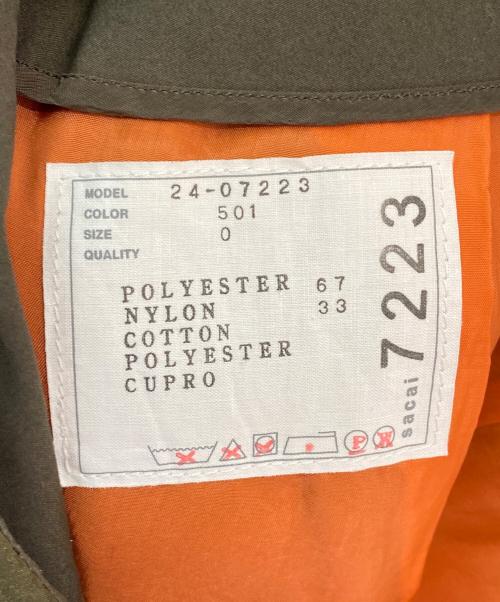 MODEL 24-07223
COLOR 501
SIZE 0
QUALITY
POLYESTER 67
NYLON 33
COTTON
POLYESTER
CUPRO
P W
sacai 7223